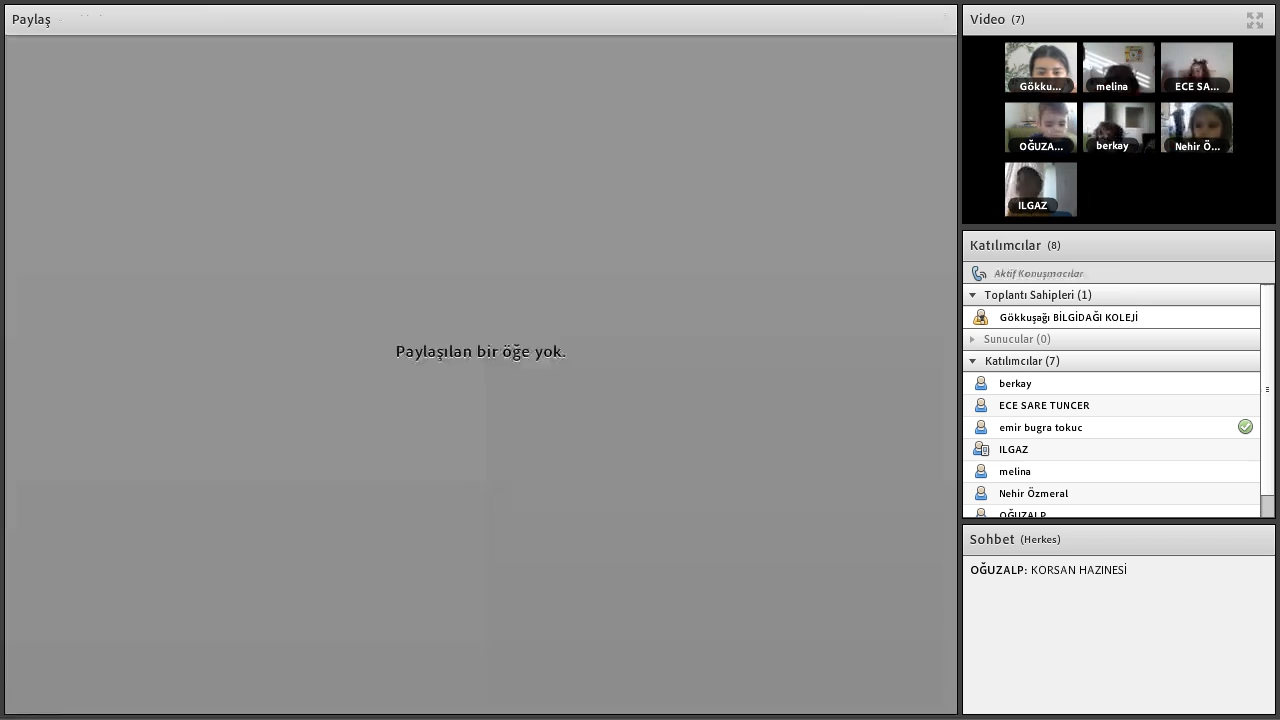 Paylaş
Paylaşılan bir öğe yok.
Video (7)
Gökku...
melina
ECE SA...
OĞUZA...
berkay
Nehir Ö...
ILGAZ
Katılımcılar (8)
Aktif Konuşmacılar
Toplantı Sahipleri (1)
Gökkuşağı BİLGİDAĞI KOLEJİ
Sunucular (0)
Katılımcılar (7)
berkay
ECE SARE TUNCER
emir bugra tokuc
ILGAZ
melina
Nehir Özmeral
OĞUZALP
Sohbet (Herkes)
OĞUZALP: KORSAN HAZINESİ